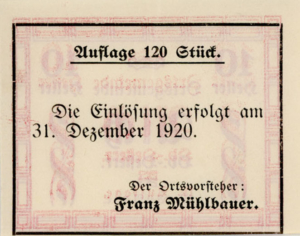 Auflage 120 Stück.
Die Einlösung erfolgt am
31. Dezember 1920.
Der Ortsvorsteher:
Franz Mühlbauer.